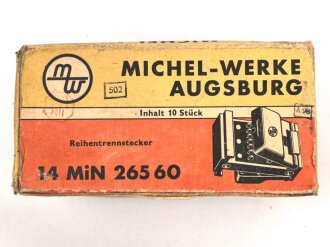 mw
MICHEL-WERKE
AUGSBURG
502
Inhalt 10 Stück
Reihentrennstecker
14 MiN 265 60